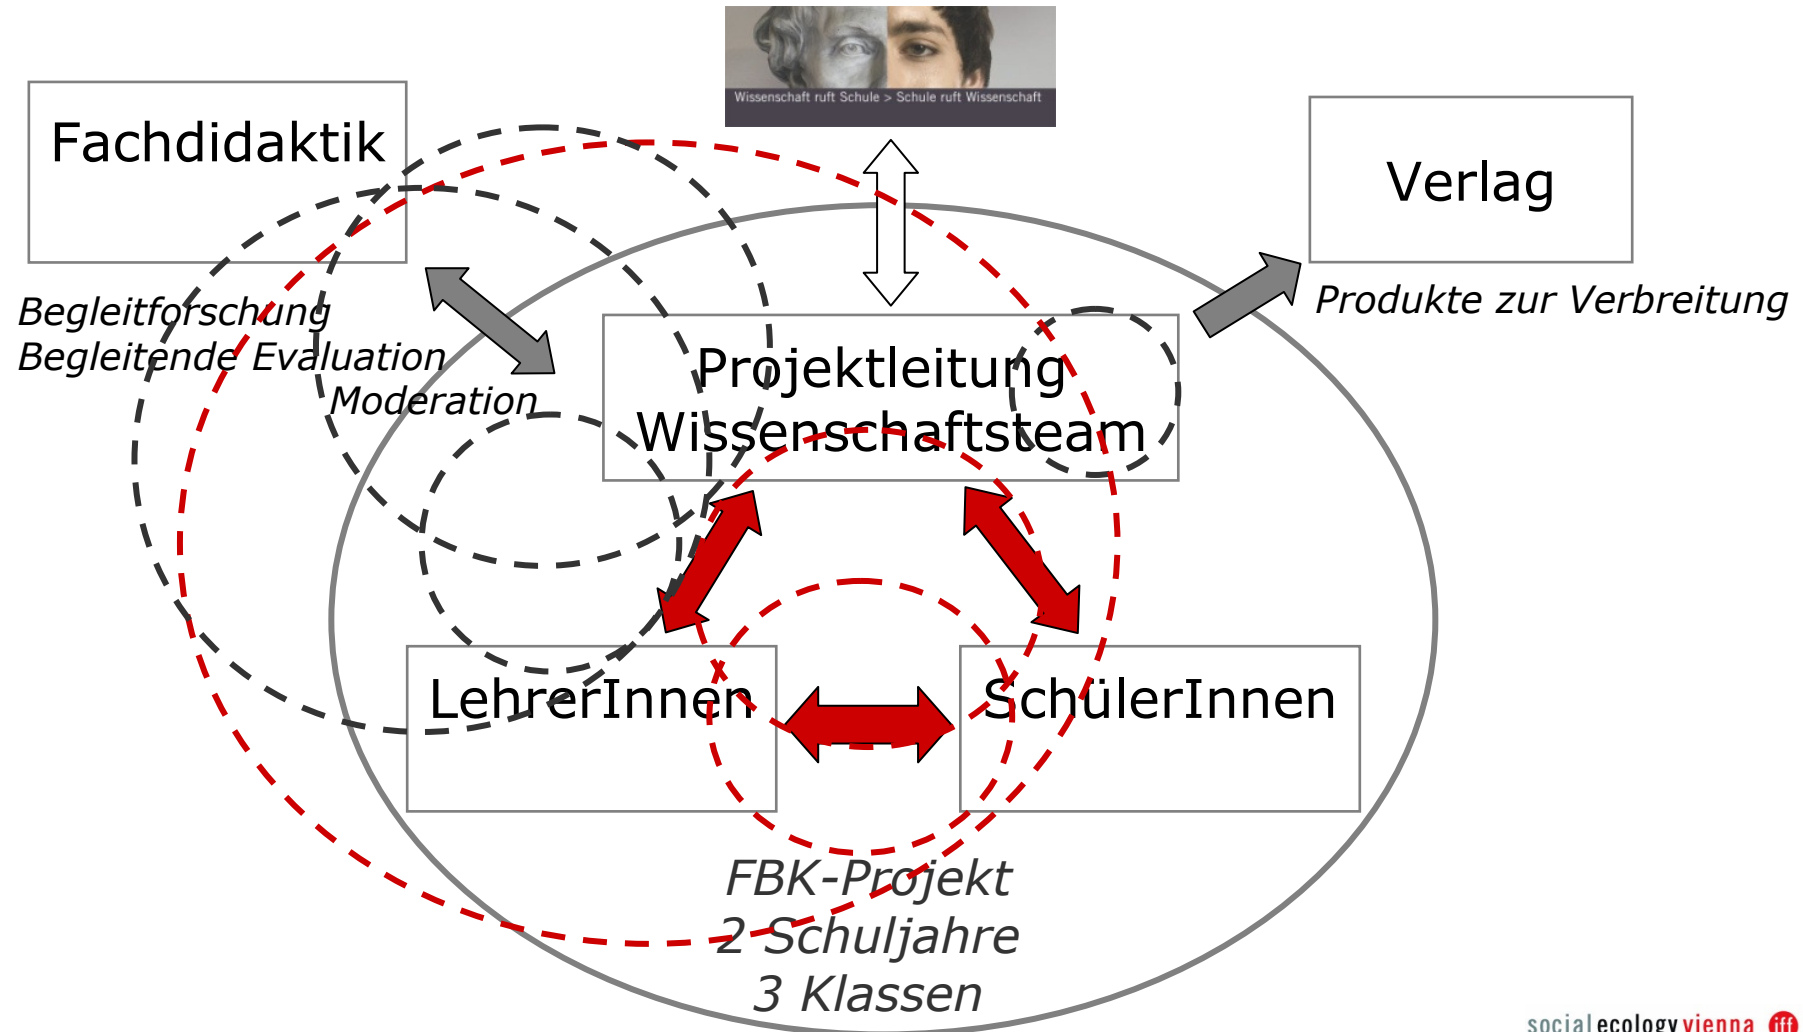 Wissenschaft ruft Schule > Schule ruft Wissenschaft
Fachdidaktik
Verlag
Begleitforschung
Begleitende Evaluation
Moderation
Produkte zur Verbreitung
Projektleitung
Wissenschaftsteam
LehrerInnen
SchülerInnen
FBK-Projekt
2 Schuljahre
3 Klassen
social ecology vienna iff